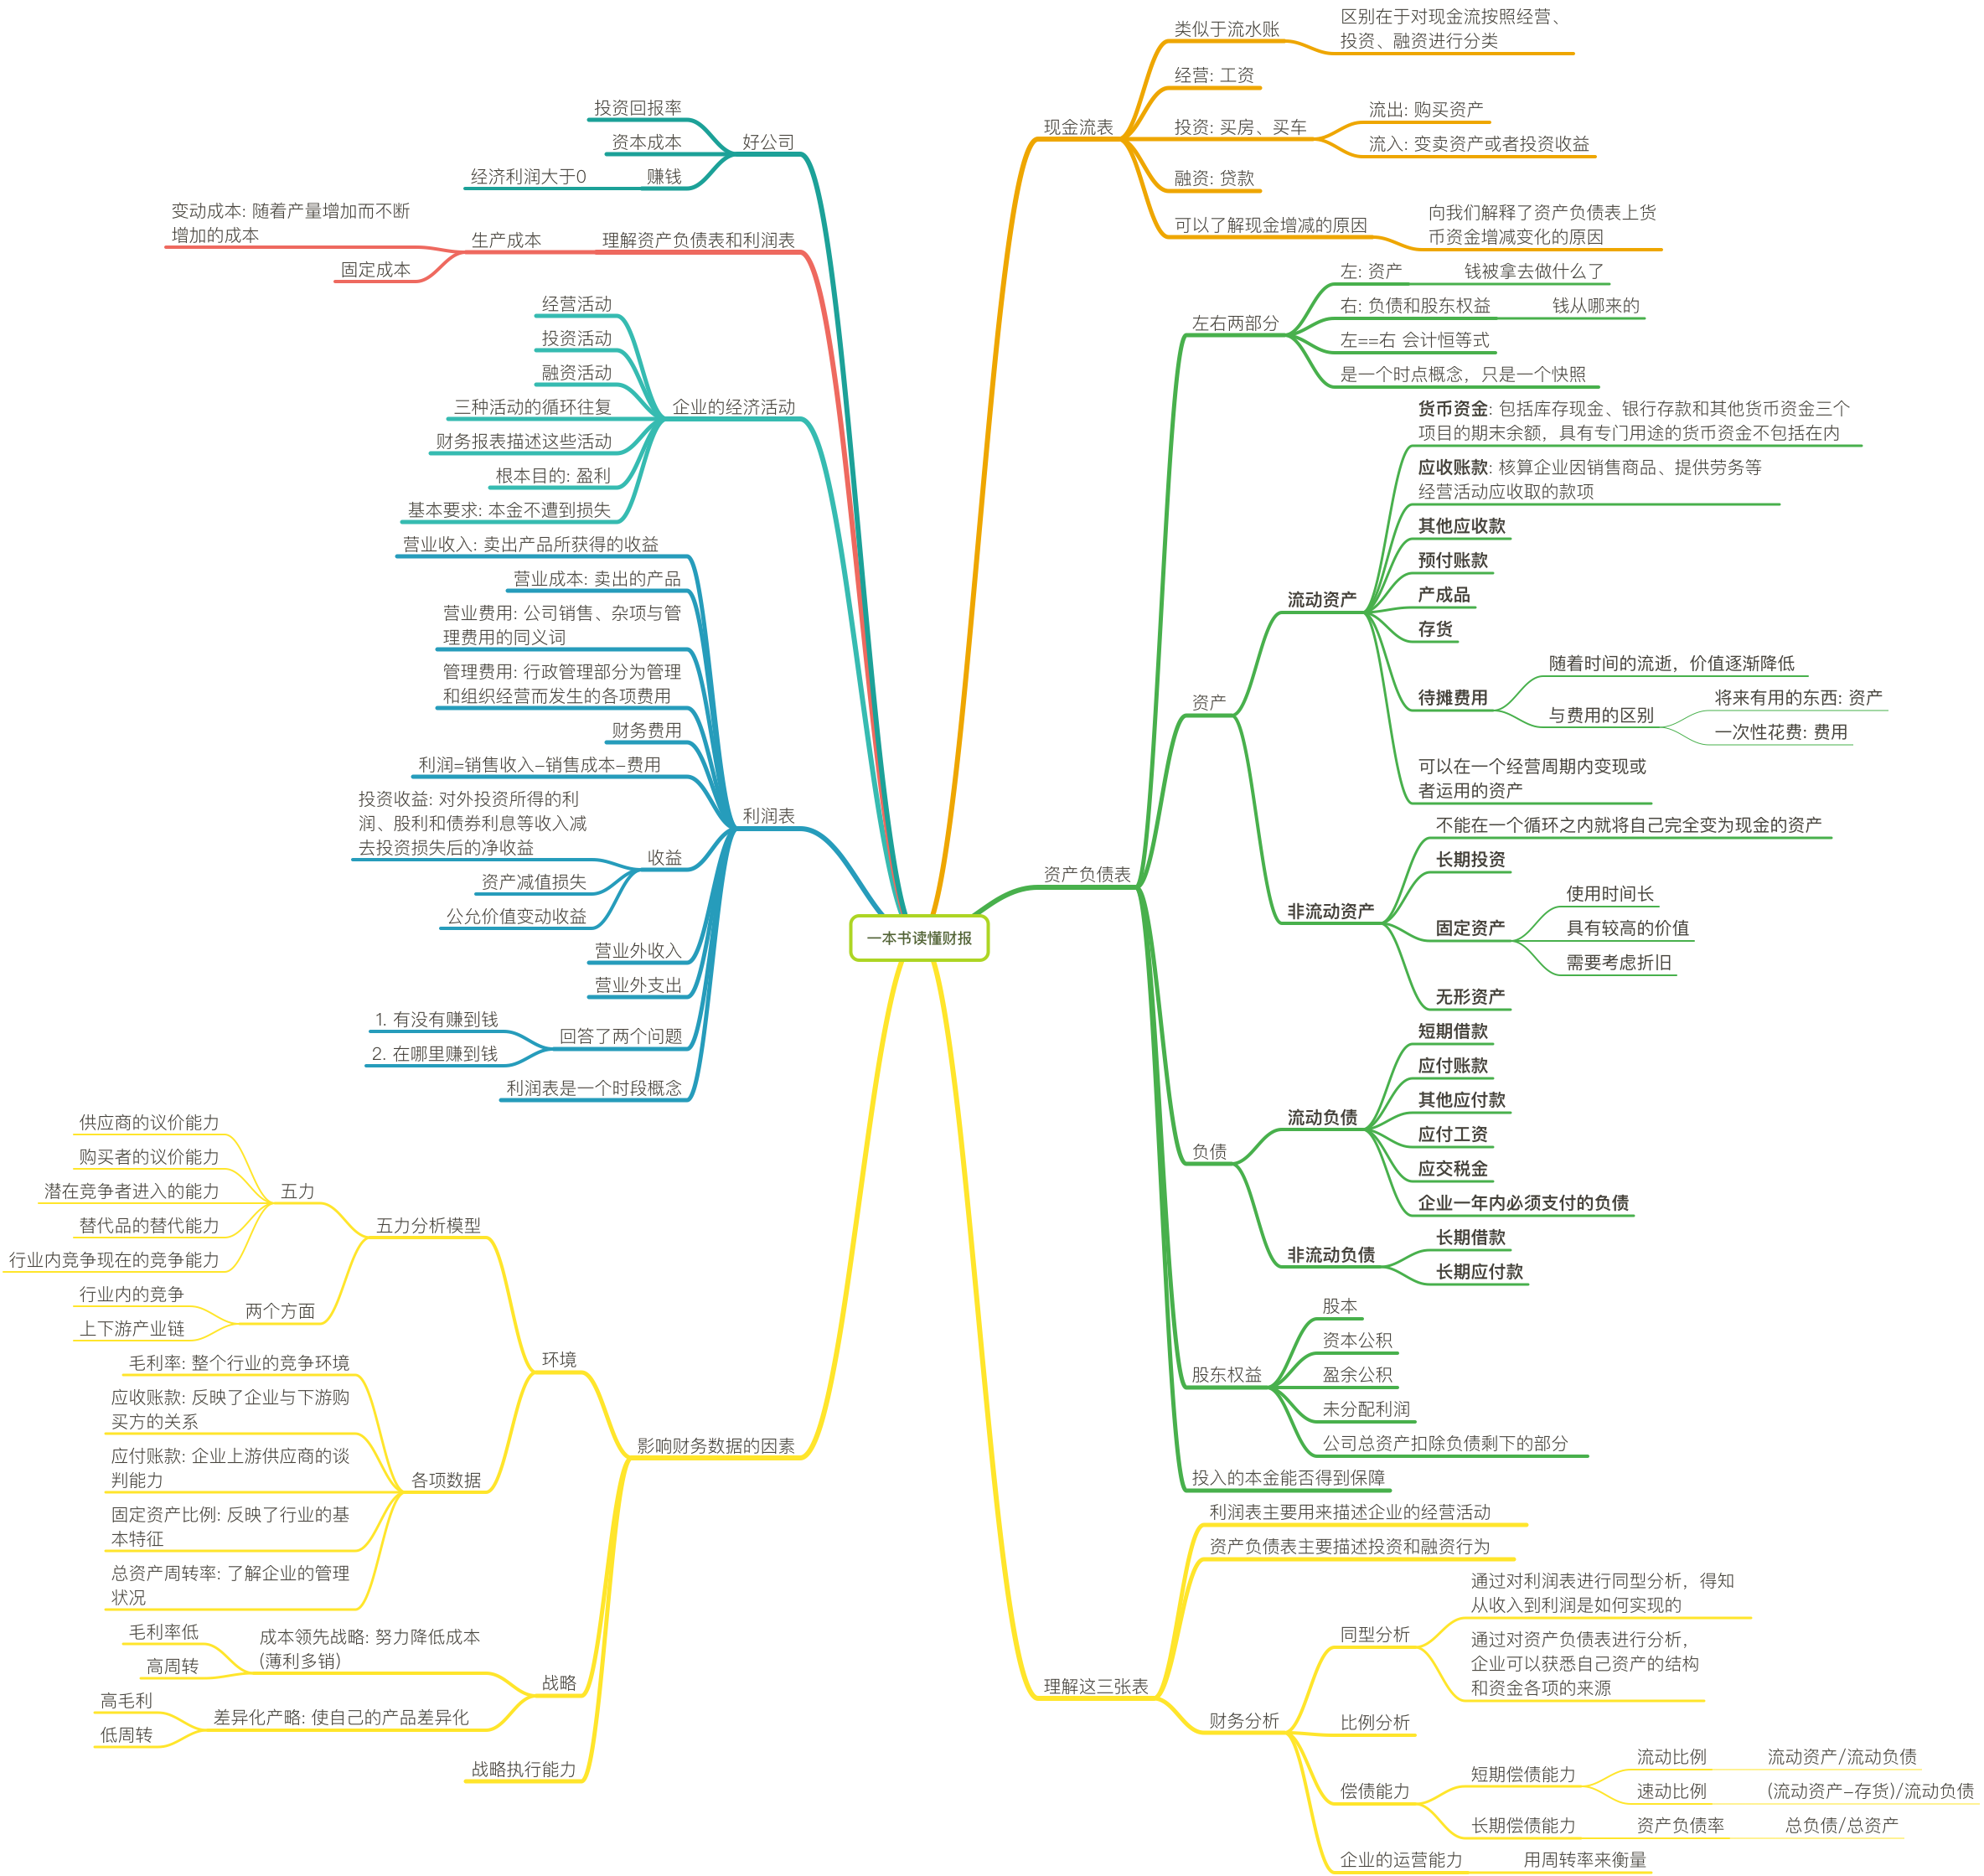 一本书读懂财报
现金流表
类似于流水账
区别在于对现金流按照经营、
投资、融资进行分类
经营: 工资
投资: 买房、买车
流出: 购买资产
流入: 变卖资产或者投资收益
融资: 贷款
可以了解现金增减的原因
向我们解释了资产负债表上货
币资金增减变化的原因
资产负债表
左右两部分
左: 资产
钱被拿去做什么了
右: 负债和股东权益
钱从哪来的
左==右 会计恒等式
是一个时点概念，只是一个快照
资产
流动资产
货币资金: 包括库存现金、银行存款和其他货币资金三个
项目的期末余额，具有专门用途的货币资金不包括在内
应收账款: 核算企业因销售商品、提供劳务等
经营活动应收取的款项
其他应收款
预付账款
产成品
存货
待摊费用
随着时间的流逝，价值逐渐降低
与费用的区别
将来有用的东西: 资产
一次性花费: 费用
可以在一个经营周期内变现或
者运用的资产
非流动资产
不能在一个循环之内就将自己完全变为现金的资产
长期投资
固定资产
使用时间长
具有较高的价值
需要考虑折旧
无形资产
负债
流动负债
短期借款
应付账款
其他应付款
应付工资
应交税金
企业一年内必须支付的负债
非流动负债
长期借款
长期应付款
股东权益
股本
资本公积
盈余公积
未分配利润
公司总资产扣除负债剩下的部分
投入的本金能否得到保障
理解这三张表
利润表主要用来描述企业的经营活动
资产负债表主要描述投资和融资行为
财务分析
同型分析
通过对利润表进行同型分析，得知
从收入到利润是如何实现的
通过对资产负债表进行分析，
企业可以获悉自己资产的结构
和资金各项的来源
比例分析
偿债能力
短期偿债能力
流动比例
流动资产/流动负债
速动比例
(流动资产-存货)/流动负债
长期偿债能力
资产负债率
总负债/总资产
企业的运营能力
用周转率来衡量
好公司
投资回报率
资本成本
赚钱
经济利润大于0
理解资产负债表和利润表
生产成本
变动成本: 随着产量增加而不断
增加的成本
固定成本
企业的经济活动
经营活动
投资活动
融资活动
三种活动的循环往复
财务报表描述这些活动
根本目的: 盈利
基本要求: 本金不遭到损失
利润表
营业收入: 卖出产品所获得的收益
营业成本: 卖出的产品
营业费用: 公司销售、杂项与管
理费用的同义词
管理费用: 行政管理部分为管理
和组织经营而发生的各项费用
财务费用
利润=销售收入-销售成本-费用
收益
投资收益: 对外投资所得的利
润、股利和债券利息等收入减
去投资损失后的净收益
资产减值损失
公允价值变动收益
营业外收入
营业外支出
回答了两个问题
1. 有没有赚到钱
2. 在哪里赚到钱
利润表是一个时段概念
影响财务数据的因素
环境
五力分析模型
五力
供应商的议价能力
购买者的议价能力
潜在竞争者进入的能力
替代品的替代能力
行业内竞争现在的竞争能力
两个方面
行业内的竞争
上下游产业链
各项数据
毛利率: 整个行业的竞争环境
应收账款: 反映了企业与下游购
买方的关系
应付账款: 企业上游供应商的谈
判能力
固定资产比例: 反映了行业的基
本特征
总资产周转率: 了解企业的管理
状况
战略
成本领先战略: 努力降低成本
(薄利多销)
毛利率低
高周转
差异化产略: 使自己的产品差异化
高毛利
低周转
战略执行能力